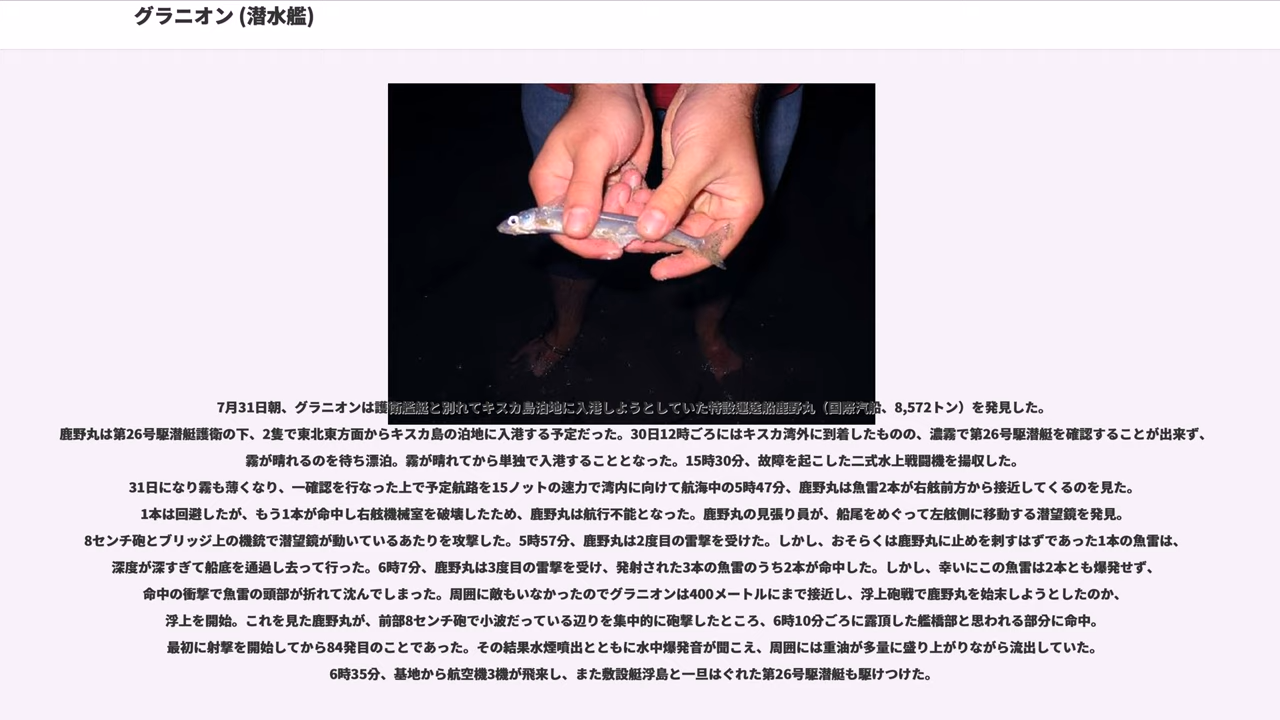 グラニオン (潜水艦)
7月31日朝、グラニオンは護衛艦艇と別れてキスカ島泊地に入港しようとしていた特設運送船鹿野丸（国際汽船、8,572トン）を発見した。
鹿野丸は第26号駆潜艇護衛の下、2隻で東北東方面からキスカ島の泊地に入港する予定だった。30日12時ごろにはキスカ湾外に到着したものの、濃霧で第26号駆潜艇を確認することが出来ず、
霧が晴れるのを待ち漂泊。霧が晴れてから単独で入港することとなった。15時30分、故障を起こした二式水上戦闘機を揚収した。
31日になり霧も薄くなり、一確認を行なった上で予定航路を15ノットの速力で湾内に向けて航海中の5時47分、鹿野丸は魚雷2本が右舷前方から接近してくるのを見た。
1本は回避したが、もう1本が命中し右舷機械室を破壊したため、鹿野丸は航行不能となった。鹿野丸の見張り員が、船尾をめぐって左舷側に移動する潜望鏡を発見。
8センチ砲とブリッジ上の機銃で潜望鏡が動いているあたりを攻撃した。5時57分、鹿野丸は2度目の雷撃を受けた。しかし、おそらくは鹿野丸に止めを刺すはずであった1本の魚雷は、
深度が深すぎて船底を通過し去って行った。6時7分、鹿野丸は3度目の雷撃を受け、発射された3本の魚雷のうち2本が命中した。しかし、幸いにこの魚雷は2本とも爆発せず、
命中の衝撃で魚雷の頭部が折れて沈んでしまった。周囲に敵もいなかったのでグラニオンは400メートルにまで接近し、浮上砲戦で鹿野丸を始末しようとしたのか、
浮上を開始。これを見た鹿野丸が、前部8センチ砲で小波だっている辺りを集中的に砲撃したところ、6時10分ごろに露頂した艦橋部と思われる部分に命中。
最初に射撃を開始してから84発目のことであった。その結果水煙噴出とともに水中爆発音が聞こえ、周囲には重油が多量に盛り上がりながら流出していた。
6時35分、基地から航空機3機が飛来し、また敷設艇浮島と一旦はぐれた第26号駆潜艇も駆けつけた。